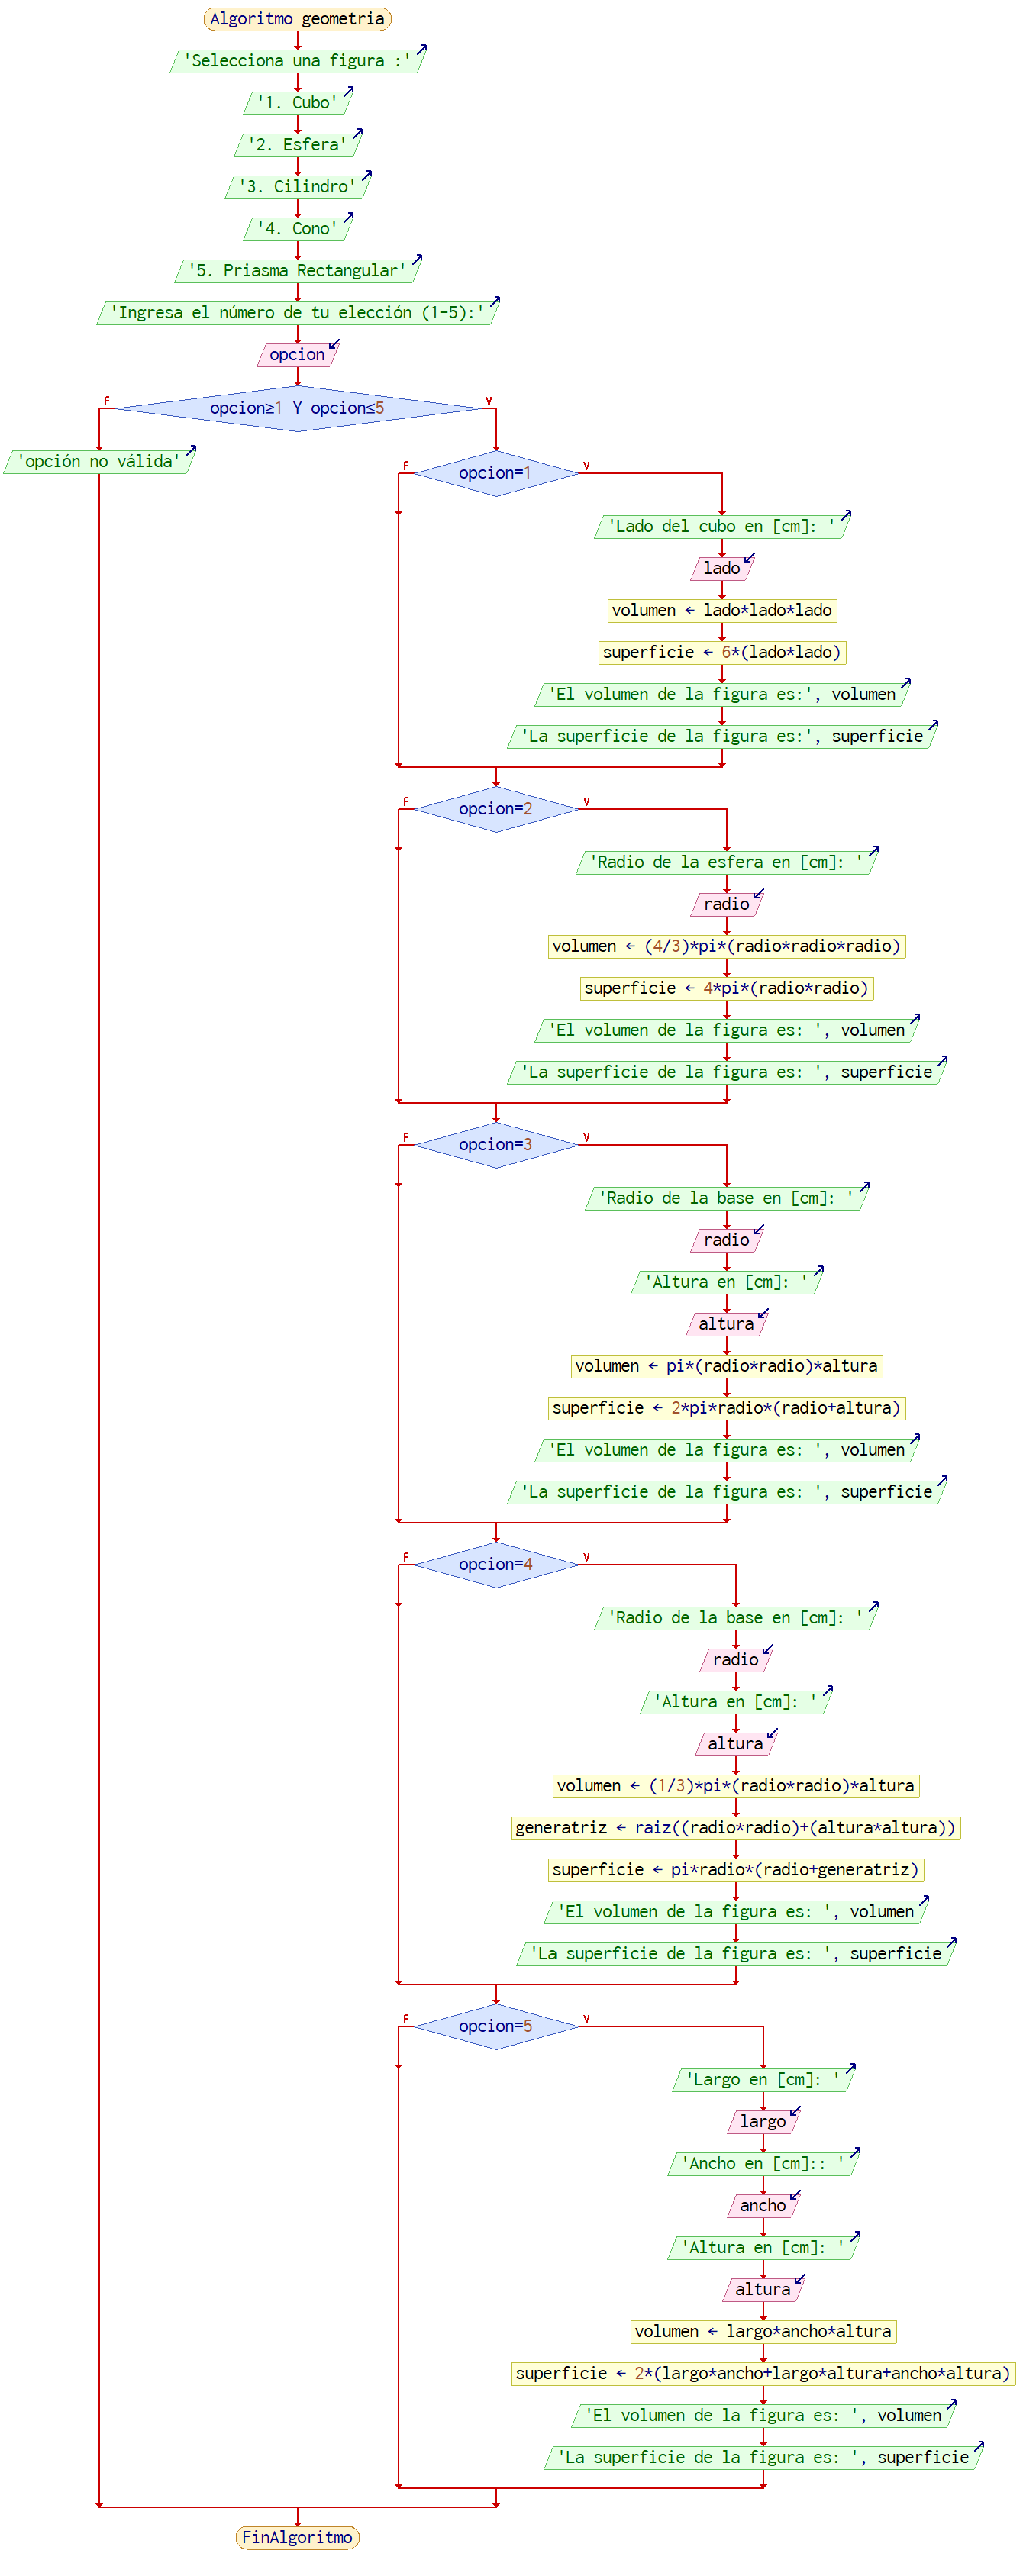 Algoritmo geometria
'Selecciona una figura :'
'1. Cubo'
'2. Esfera'
'3. Cilindro'
'4. Cono'
'5. Priasma Rectangular'
'Ingresa el número de tu elección (1-5):'
opcion
F
opcion≥1 Y opcion≤5
V
'opción no válida'
F
opcion=1
V
'Lado del cubo en [cm]: '
lado
volumen ← lado*lado*lado
superficie ← 6*(lado*lado)
'El volumen de la figura es:', volumen
'La superficie de la figura es:', superficie
F
opcion=2
V
'Radio de la esfera en [cm]: '
radio
volumen ← (4/3)*pi*(radio*radio*radio)
superficie ← 4*pi*(radio*radio)
'El volumen de la figura es: ', volumen
'La superficie de la figura es: ', superficie
F
opcion=3
V
'Radio de la base en [cm]: '
radio
'Altura en [cm]: '
altura
volumen ← pi*(radio*radio)*altura
superficie ← 2*pi*radio*(radio+altura)
'El volumen de la figura es: ', volumen
'La superficie de la figura es: ', superficie
F
opcion=4
V
'Radio de la base en [cm]: '
radio
'Altura en [cm]: '
altura
volumen ← (1/3)*pi*(radio*radio)*altura
generatriz ← raiz((radio*radio)+(altura*altura))
superficie ← pi*radio*(radio+generatriz)
'El volumen de la figura es: ', volumen
'La superficie de la figura es: ', superficie
F
opcion=5
V
'Largo en [cm]: '
largo
'Ancho en [cm]:: '
ancho
'Altura en [cm]: '
altura
volumen ← largo*ancho*altura
superficie ← 2*(largo*ancho+largo*altura+ancho*altura)
'El volumen de la figura es: ', volumen
'La superficie de la figura es: ', superficie
FinAlgoritmo